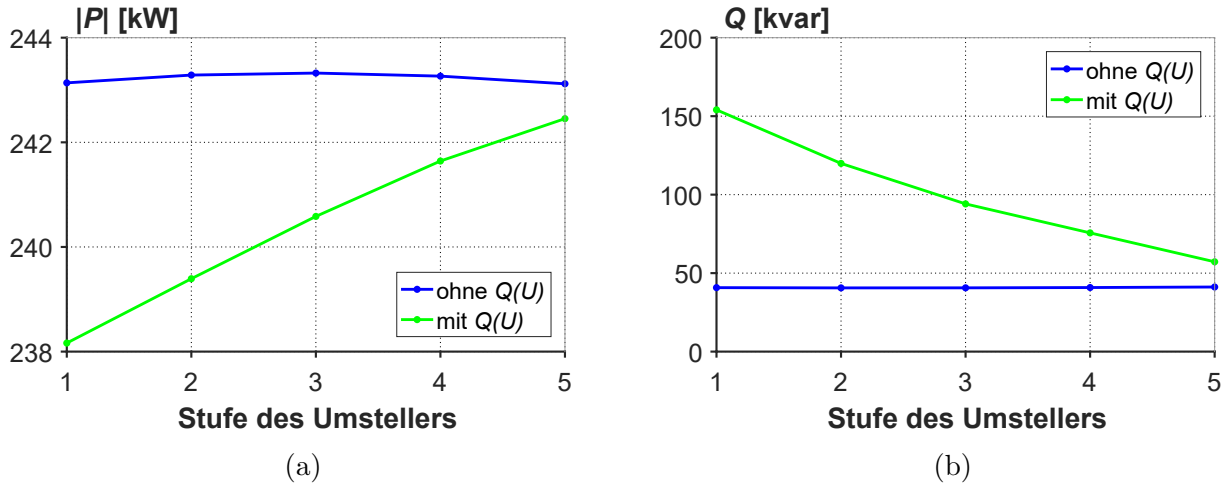 |P| [kW]
244
242
240
238
1 2 3 4 5
ohne Q(U)
mit Q(U)
Stufe des Umstellers
(a)
Q [kvar]
200
150
100
50
0
1 2 3 4 5
ohne Q(U)
mit Q(U)
Stufe des Umstellers
(b)